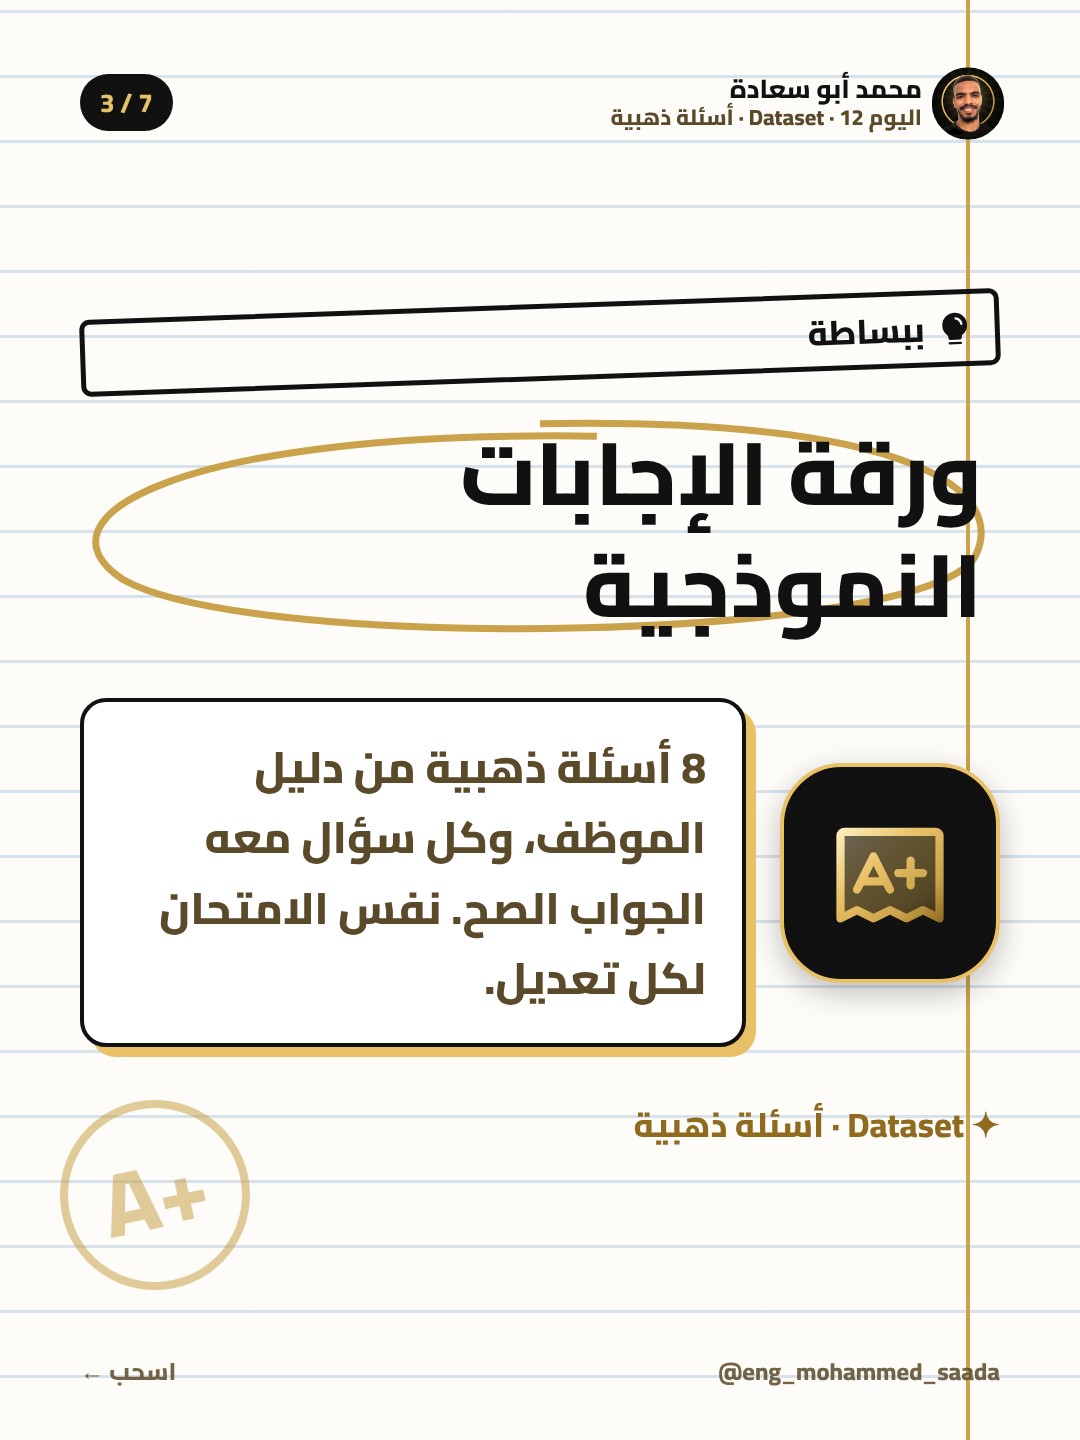 محمد أبو سعادة
اليوم 12 · Dataset · أسئلة ذهبية
3 / 7
ببساطة
ورقة الإجابات
النموذجية
8 أسئلة ذهبية من دليل
الموظف، وكل سؤال معه
الجواب الصح. نفس الامتحان
لكل تعديل.
A+
✦ Dataset · أسئلة ذهبية
A+
@eng_mohammed_saada
اسحب ←